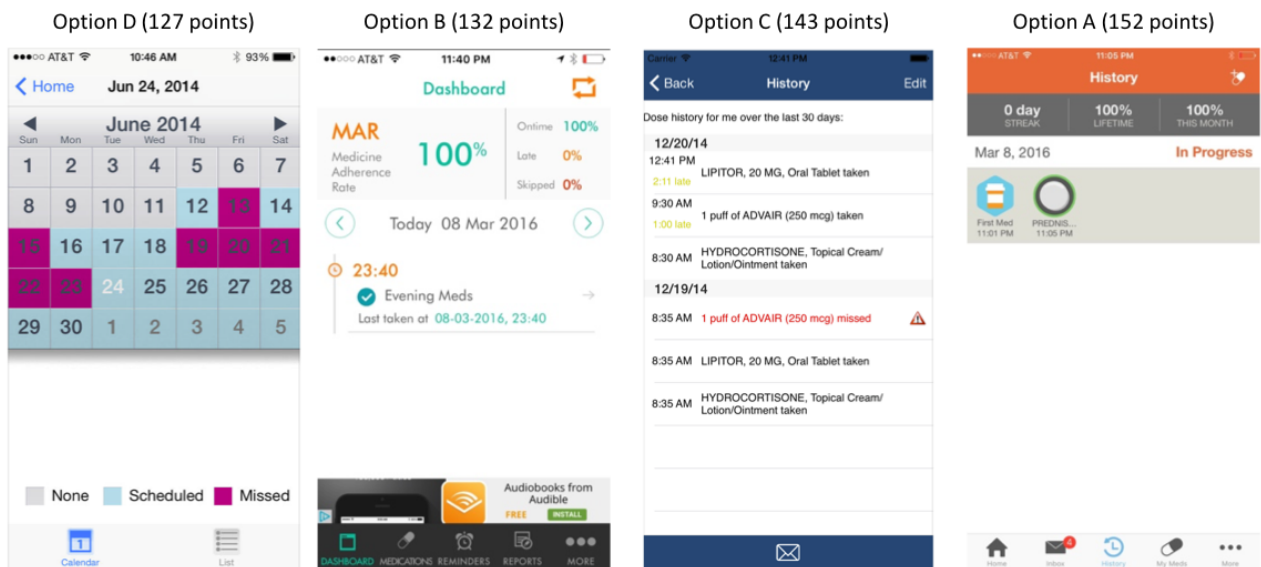 Option D (127 points)
AT&T 10:46 AM 93%
Home Jun 24, 2014
June 2014
Sun Mon Tue Wed Thu Fri Sat
1 2 3 4 5 6 7
8 9 10 11 12 13 14
15 16 17 18 19 20 21
22 23 24 25 26 27 28
29 30 1 2 3 4 5
None Scheduled Missed
Calendar List
Option B (132 points)
AT&T 11:40 PM
Dashboard
MAR
Medicine
Adherence
Rate
100%
Ontime 100%
Late 0%
Skipped 0%
Today 08 Mar 2016
23:40
Evening Meds
Last taken at 08-03-2016, 23:40
Audiobooks from
Audible
FREE INSTALL
DASHBOARD MEDICATIONS REMINDERS REPORTS MORE
Option C (143 points)
Carrier 12:41 PM
Back History Edit
Dose history for me over the last 30 days:
12/20/14
12:41 PM
2:11 late
LIPITOR, 20 MG, Oral Tablet taken
9:30 AM
1:00 late
1 puff of ADVAIR (250 mcg) taken
8:30 AM
HYDROCORTISONE, Topical Cream/
Lotion/Ointment taken
12/19/14
8:35 AM 1 puff of ADVAIR (250 mcg) missed
8:35 AM LIPITOR, 20 MG, Oral Tablet taken
8:35 AM
HYDROCORTISONE, Topical Cream/
Lotion/Ointment taken
Option A (152 points)
AT&T 11:05 PM
History
0 day 100% 100%
STREAK LIFETIME THIS MONTH
Mar 8, 2016 In Progress
First Med PREDNIS...
11:01 PM 11:05 PM
4
Home Inbox History My Meds More